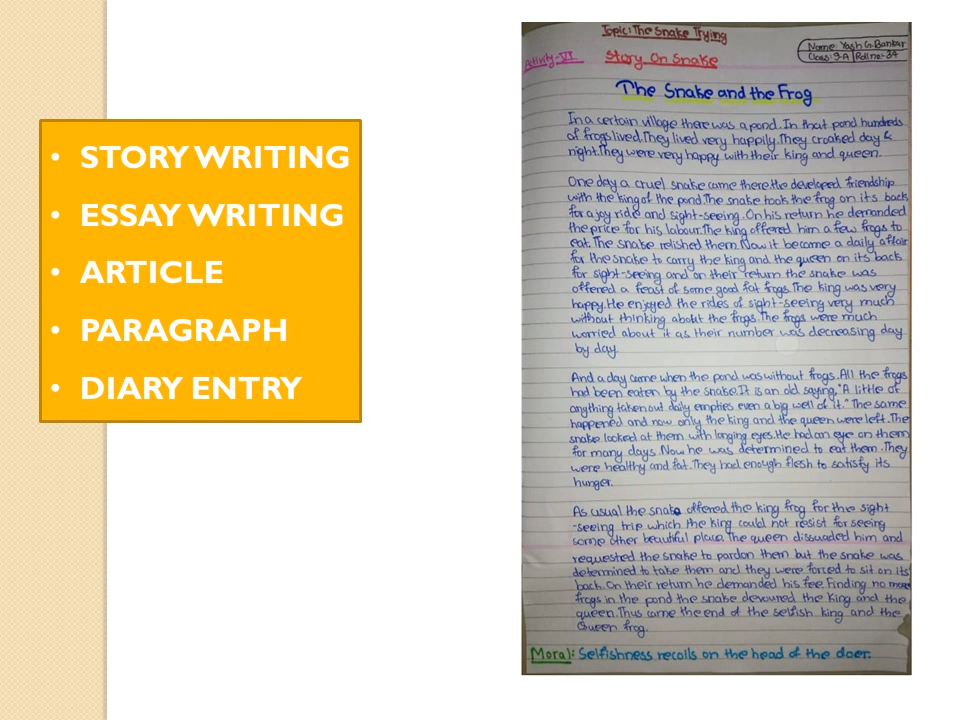 • STORY WRITING
• ESSAY WRITING
• ARTICLE
• PARAGRAPH
• DIARY ENTRY
Topic: The Snake Trying
Name: Yash G. Bankar
Class: 9-A Roll no: 34
Activity-VI
Story On Snake
The Snake and the Frog
In a certain village there was a pond. In that pond hundreds
of frogs lived. They lived very happily. They croaked day &
night. They were very happy with their king and queen.
One day a cruel snake came there. He developed friendship
with the king of the pond. The snake took the frog on its back
for a joy ride and sight-seeing. On his return he demanded
the price for his labour. The king offered him a few frogs to
eat. The snake relished them. Now it became a daily affair
for the snake to carry the king and the queen on its back
for sight-seeing and on their return the snake was
offered a feast of some good fat frogs. The king was very
happy. He enjoyed the rides of sight-seeing very much
without thinking about the frogs. The frogs were much
worried about it as their number was decreasing day
by day.
And a day came when the pond was without frogs. All the frogs
had been eaten by the snake. It is an old saying, "A little of
anything taken out daily empties even a big well of it." The same
happened and now only the king and the queen were left. The
snake looked at them with longing eyes. He had an eye on them
for many days. Now he was determined to eat them. They
were healthy and fat. They had enough flesh to satisfy its
hunger.
As usual the snake offered the king frog for the sight
-seeing trip which the king could not resist for seeing
some other beautiful place. The queen dissuaded him and
requested the snake to pardon them but the snake was
determined to take them and they were forced to sit on its
back. On their return he demanded his fee. Finding no more
frogs in the pond the snake devoured the king and the
queen. Thus came the end of the selfish king and the
Queen frog.
Moral: Selfishness recoils on the head of the doer.